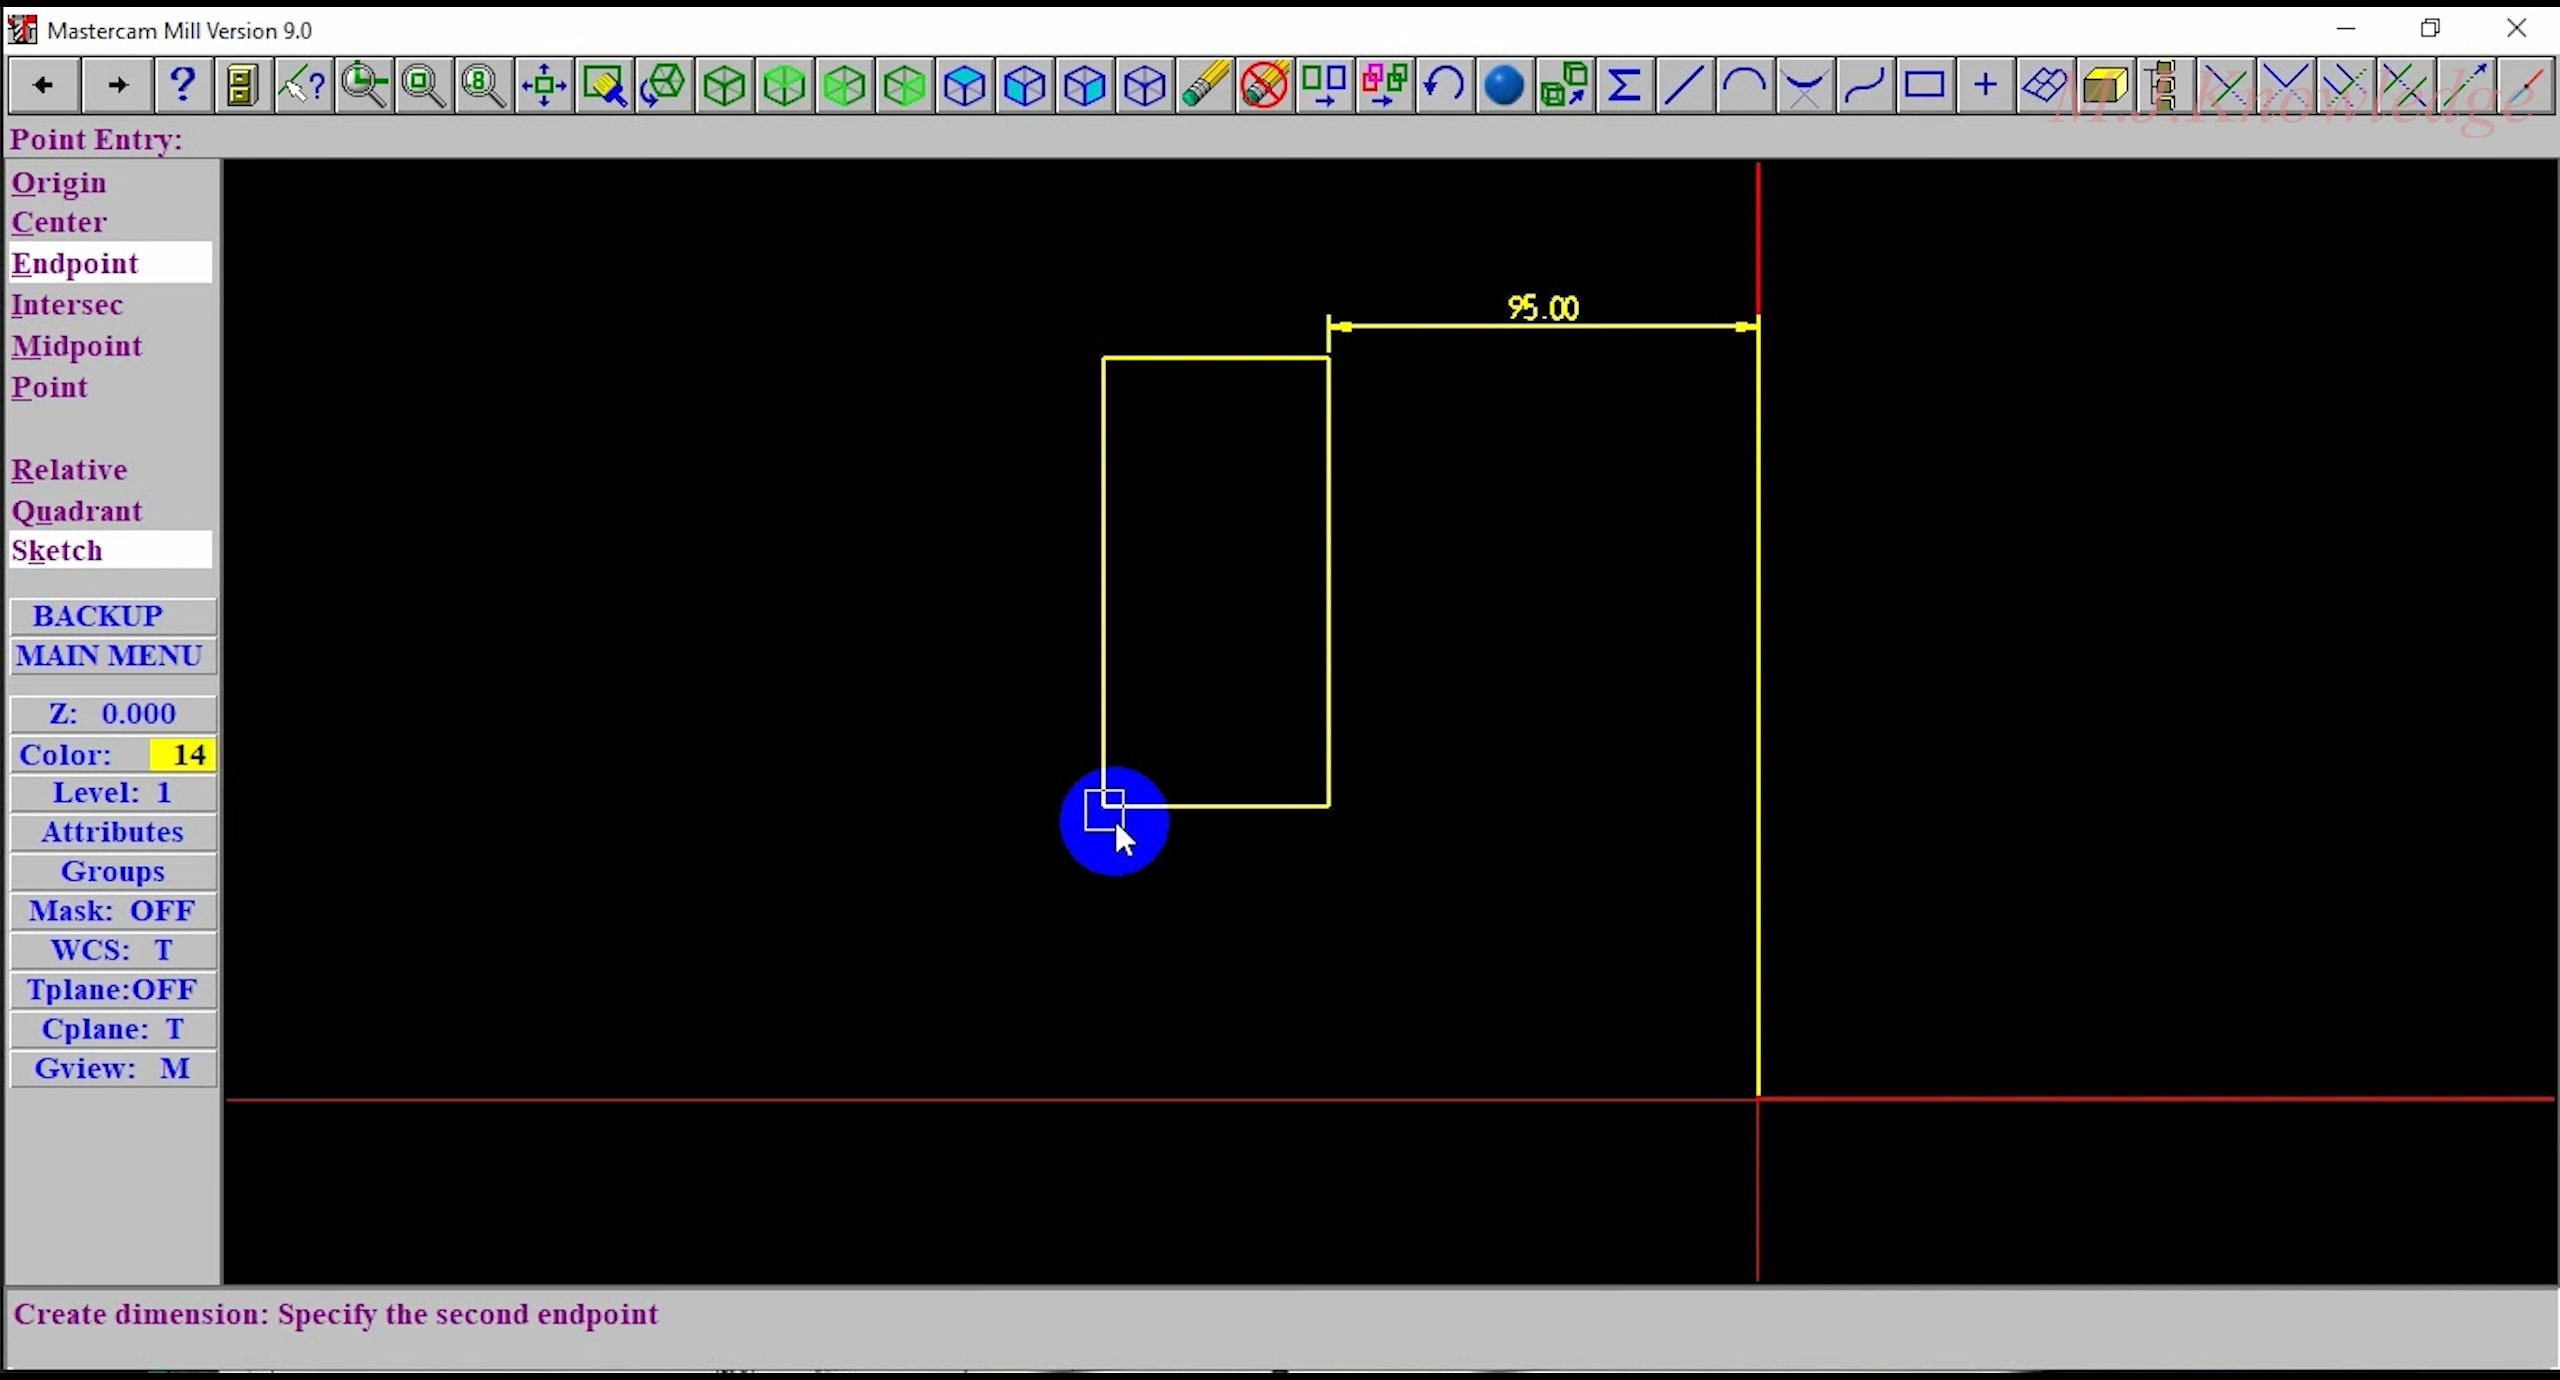 Mastercam Mill Version 9.0
M.J.Knowledge
Point Entry:
Origin
Center
Endpoint
Intersec
Midpoint
Point
Relative
Quadrant
Sketch
BACKUP
MAIN MENU
Z: 0.000
Color: 14
Level: 1
Attributes
Groups
Mask: OFF
WCS: T
Tplane:OFF
Cplane: T
Gview: M
95.00
Create dimension: Specify the second endpoint